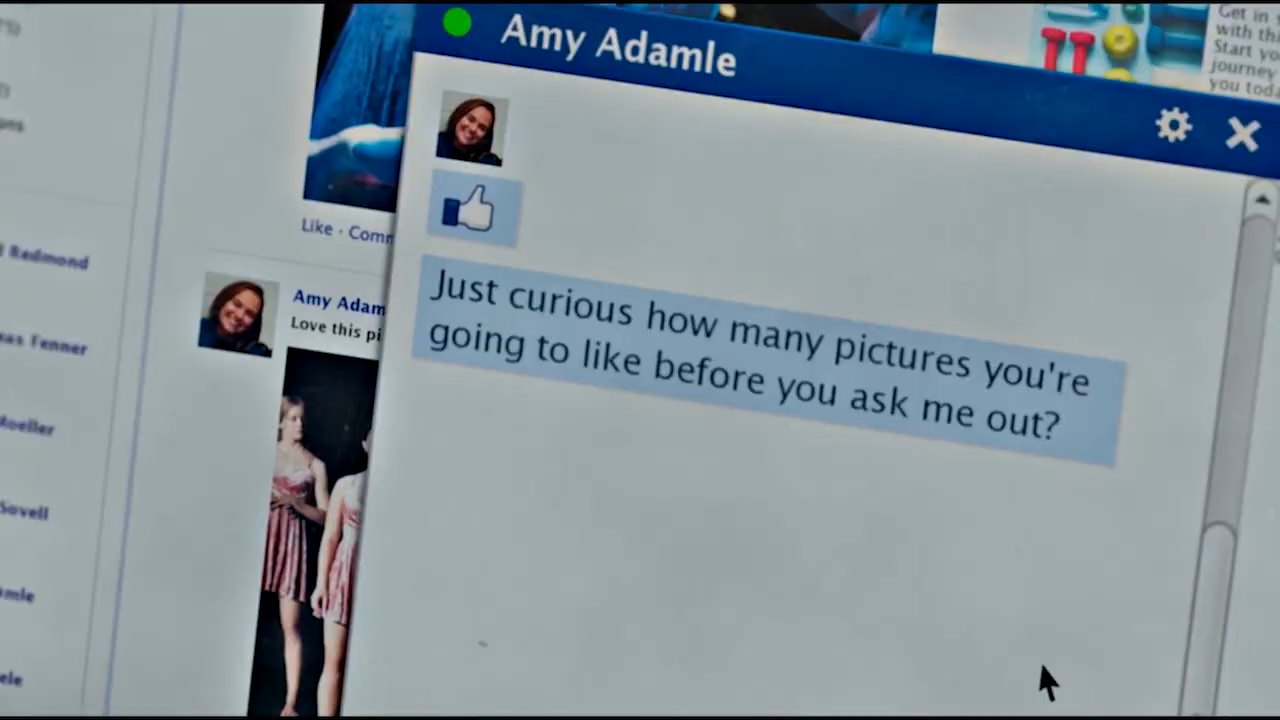 Amy Adamle
Get in
with thi
Start yo
journey
you toda
Just curious how many pictures you're
going to like before you ask me out?
Like · Comm
Amy Adam
Love this pi
Redmond
Fenner
Moeller
Sovell